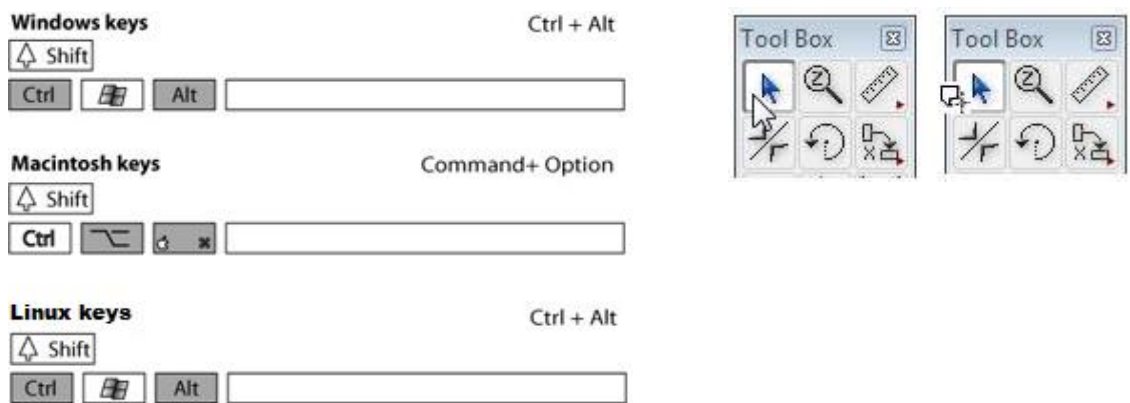 Windows keys Ctrl + Alt
Shift
Ctrl Alt
Macintosh keys Command+ Option
Shift
Ctrl
Linux keys Ctrl + Alt
Shift
Ctrl Alt
Tool Box
Z
X
Tool Box
Z
X